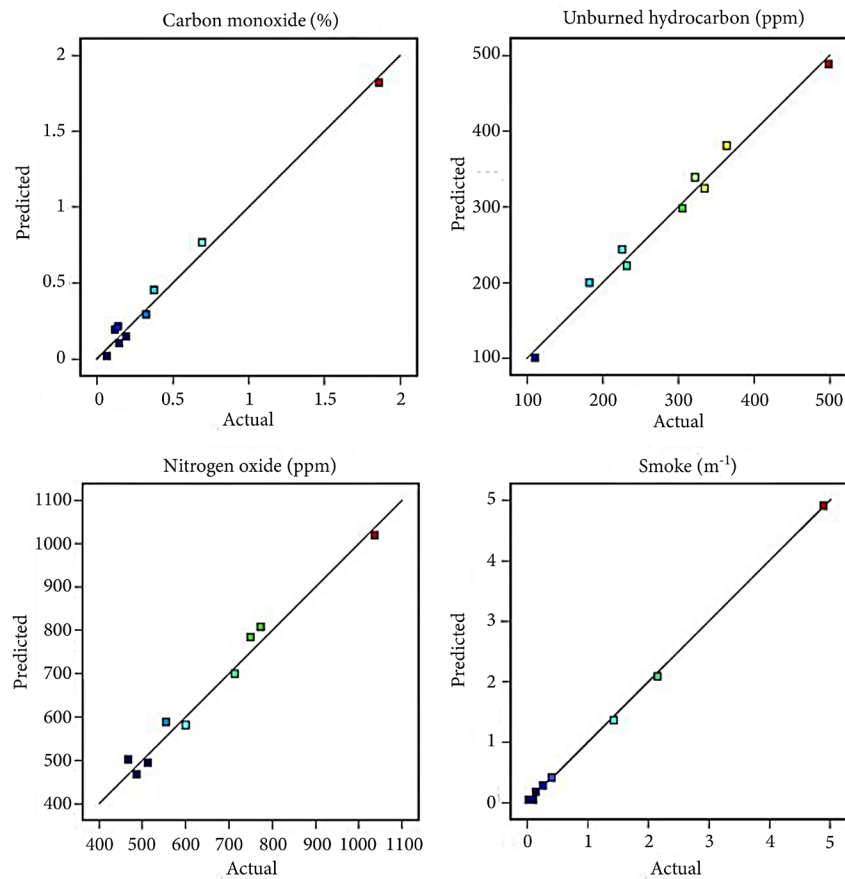 Carbon monoxide (%)
2
1.5
1
0.5
0
Predicted
0 0.5 1 1.5 2
Actual
Unburned hydrocarbon (ppm)
500
400
300
200
100
Predicted
100 200 300 400 500
Actual
Nitrogen oxide (ppm)
1100
1000
900
800
700
600
500
400
Predicted
400 500 600 700 800 900 1000 1100
Actual
Smoke (m⁻¹)
5
4
3
2
1
0
Predicted
0 1 2 3 4 5
Actual